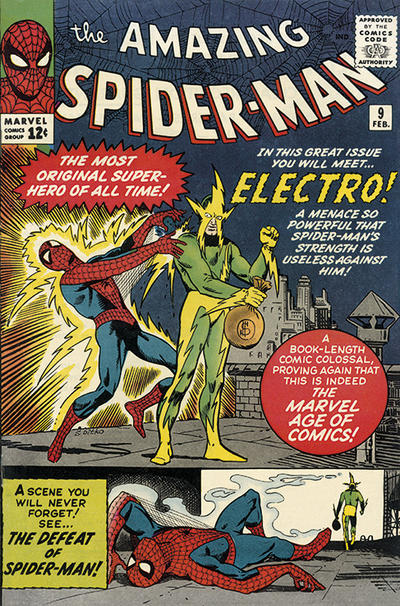 the AMAZING
SPIDER-MAN
IND.
APPROVED
BY THE
COMICS
CODE
CA
AUTHORITY
MARVEL
COMICS
GROUP
12¢
9
FEB.
THE MOST
ORIGINAL SUPER-
HERO OF ALL TIME!
IN THIS GREAT ISSUE
YOU WILL MEET...
ELECTRO!
A MENACE SO
POWERFUL THAT
SPIDER-MAN'S
STRENGTH IS
USELESS AGAINST
HIM!
$
A
BOOK-LENGTH
COMIC COLOSSAL,
PROVING AGAIN THAT
THIS IS INDEED
THE
MARVEL
AGE OF
COMICS!
S. DITKO
A SCENE YOU
WILL NEVER
FORGET!
SEE...
THE DEFEAT
OF
SPIDER-MAN!